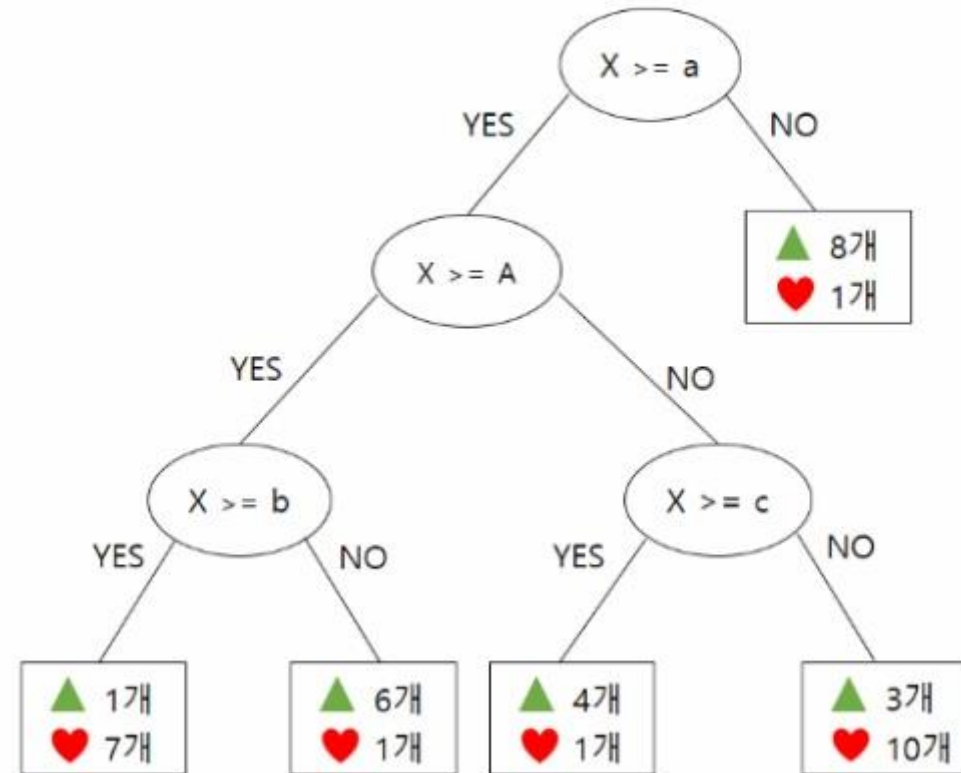 X >= a
YES
NO
X >= A
8개
1개
YES
NO
X >= b
X >= c
YES
NO
YES
NO
1개
7개
6개
1개
4개
1개
3개
10개